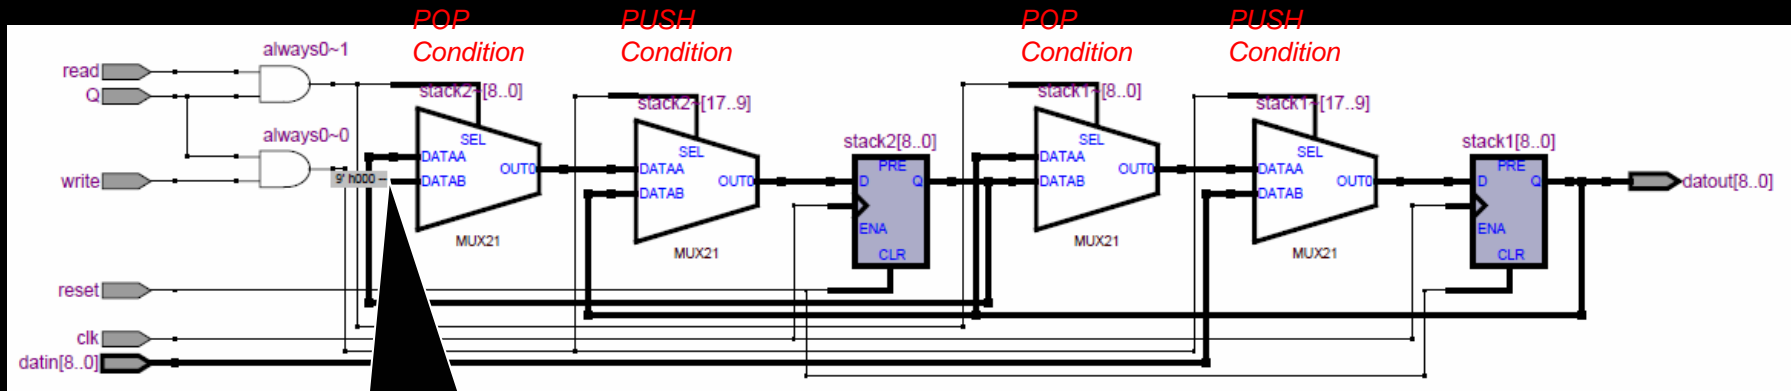 POP
Condition
PUSH
Condition
POP
Condition
PUSH
Condition
always0~1
read
Q
always0~0
write
9' h000 --
stack2~[8..0]
SEL
DATAA
DATAB
OUT0
MUX21
stack2~[17..9]
SEL
DATAA
DATAB
OUT0
MUX21
stack2[8..0]
PRE
D
Q
ENA
CLR
stack1~[8..0]
SEL
DATAA
DATAB
OUT0
MUX21
stack1~[17..9]
SEL
DATAA
DATAB
OUT0
MUX21
stack1[8..0]
PRE
D
Q
ENA
CLR
datout[8..0]
reset
clk
datin[8..0]